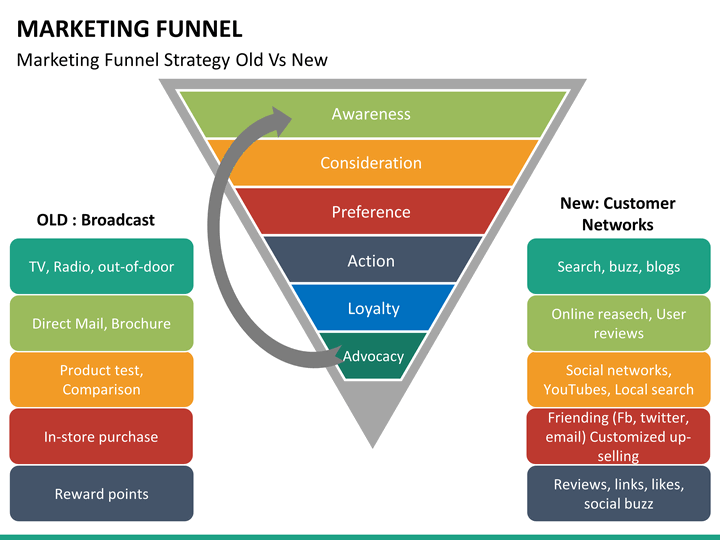 MARKETING FUNNEL
Marketing Funnel Strategy Old Vs New
Awareness
Consideration
Preference
Action
Loyalty
Advocacy
OLD : Broadcast
TV, Radio, out-of-door
Direct Mail, Brochure
Product test,
Comparison
In-store purchase
Reward points
New: Customer
Networks
Search, buzz, blogs
Online reasech, User
reviews
Social networks,
YouTubes, Local search
Friending (Fb, twitter,
email) Customized up-
selling
Reviews, links, likes,
social buzz